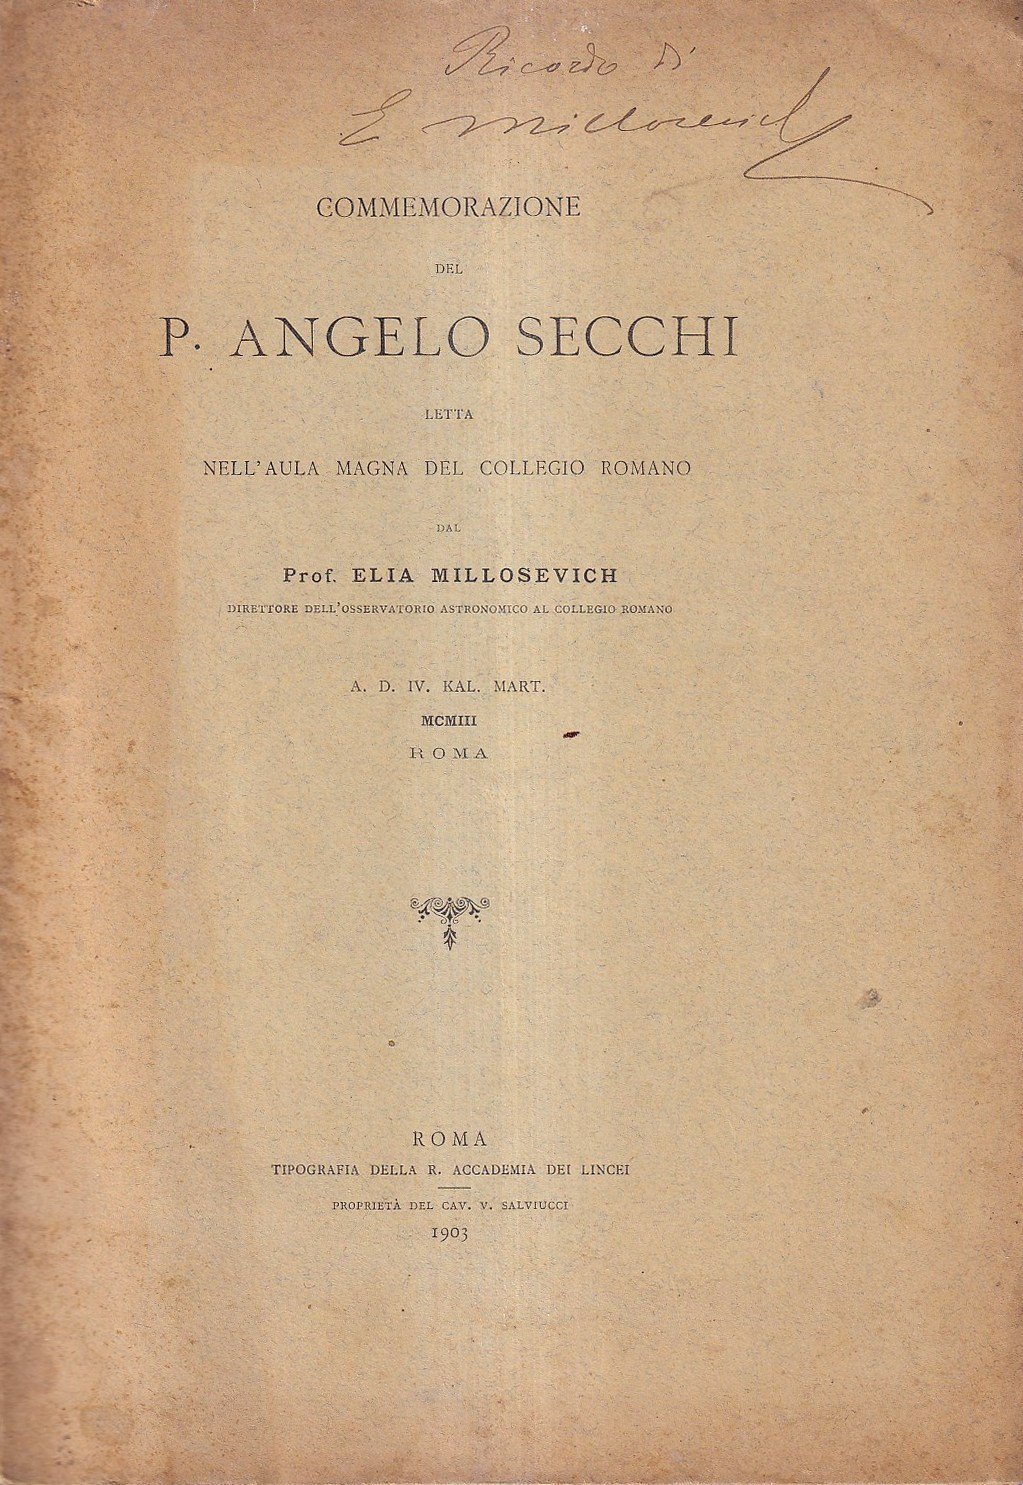 Ricordo di
E Millosevich
COMMEMORAZIONE
DEL
P. ANGELO SECCHI
LETTA
NELL'AULA MAGNA DEL COLLEGIO ROMANO
DAL
Prof. ELIA MILLOSEVICH
DIRETTORE DELL'OSSERVATORIO ASTRONOMICO AL COLLEGIO ROMANO
A. D. IV. KAL. MART.
MCMIII
ROMA
ROMA
TIPOGRAFIA DELLA R. ACCADEMIA DEI LINCEI
PROPRIETÀ DEL CAV. V. SALVIUCCI
1903